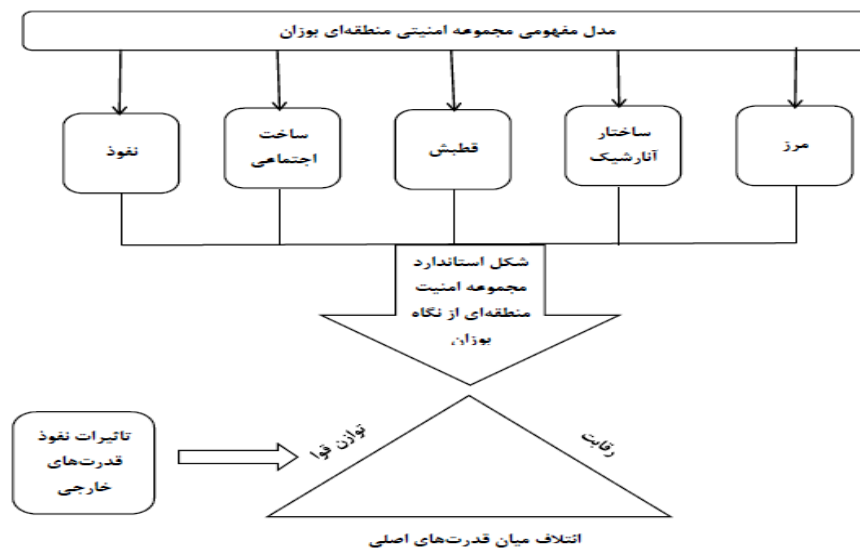 مدل مفهومی مجموعه امنیتی منطقه‌ای بوزان
مرز
ساختار
آنارشیک
قطبش
ساخت
اجتماعی
نفوذ
شکل استاندارد
مجموعه امنیت
منطقه‌ای از نگاه
بوزان
تاثیرات نفوذ
قدرت‌های
خارجی
توازن قوا
رقابت
ائتلاف میان قدرت‌های اصلی